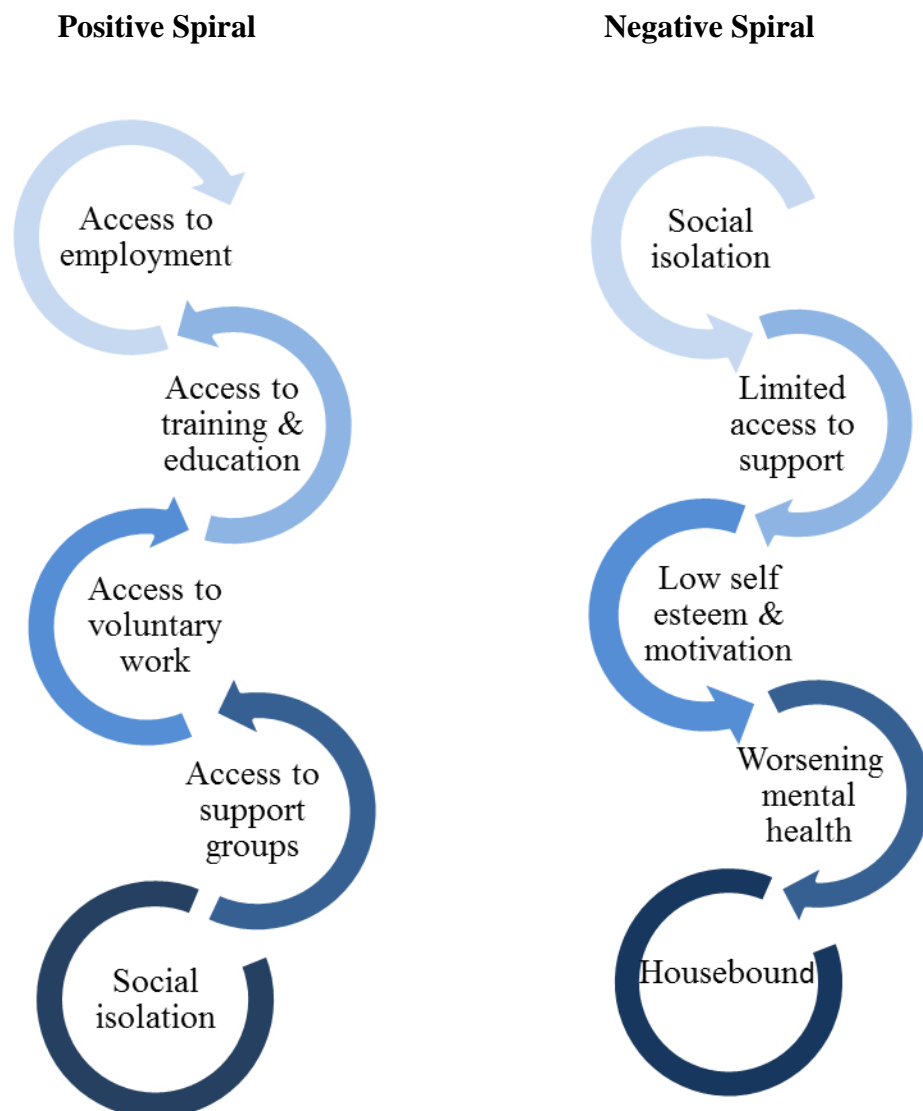 Positive Spiral
Access to
employment
Access to
training &
education
Access to
voluntary
work
Access to
support
groups
Social
isolation
Negative Spiral
Social
isolation
Limited
access to
support
Low self
esteem &
motivation
Worsening
mental
health
Housebound